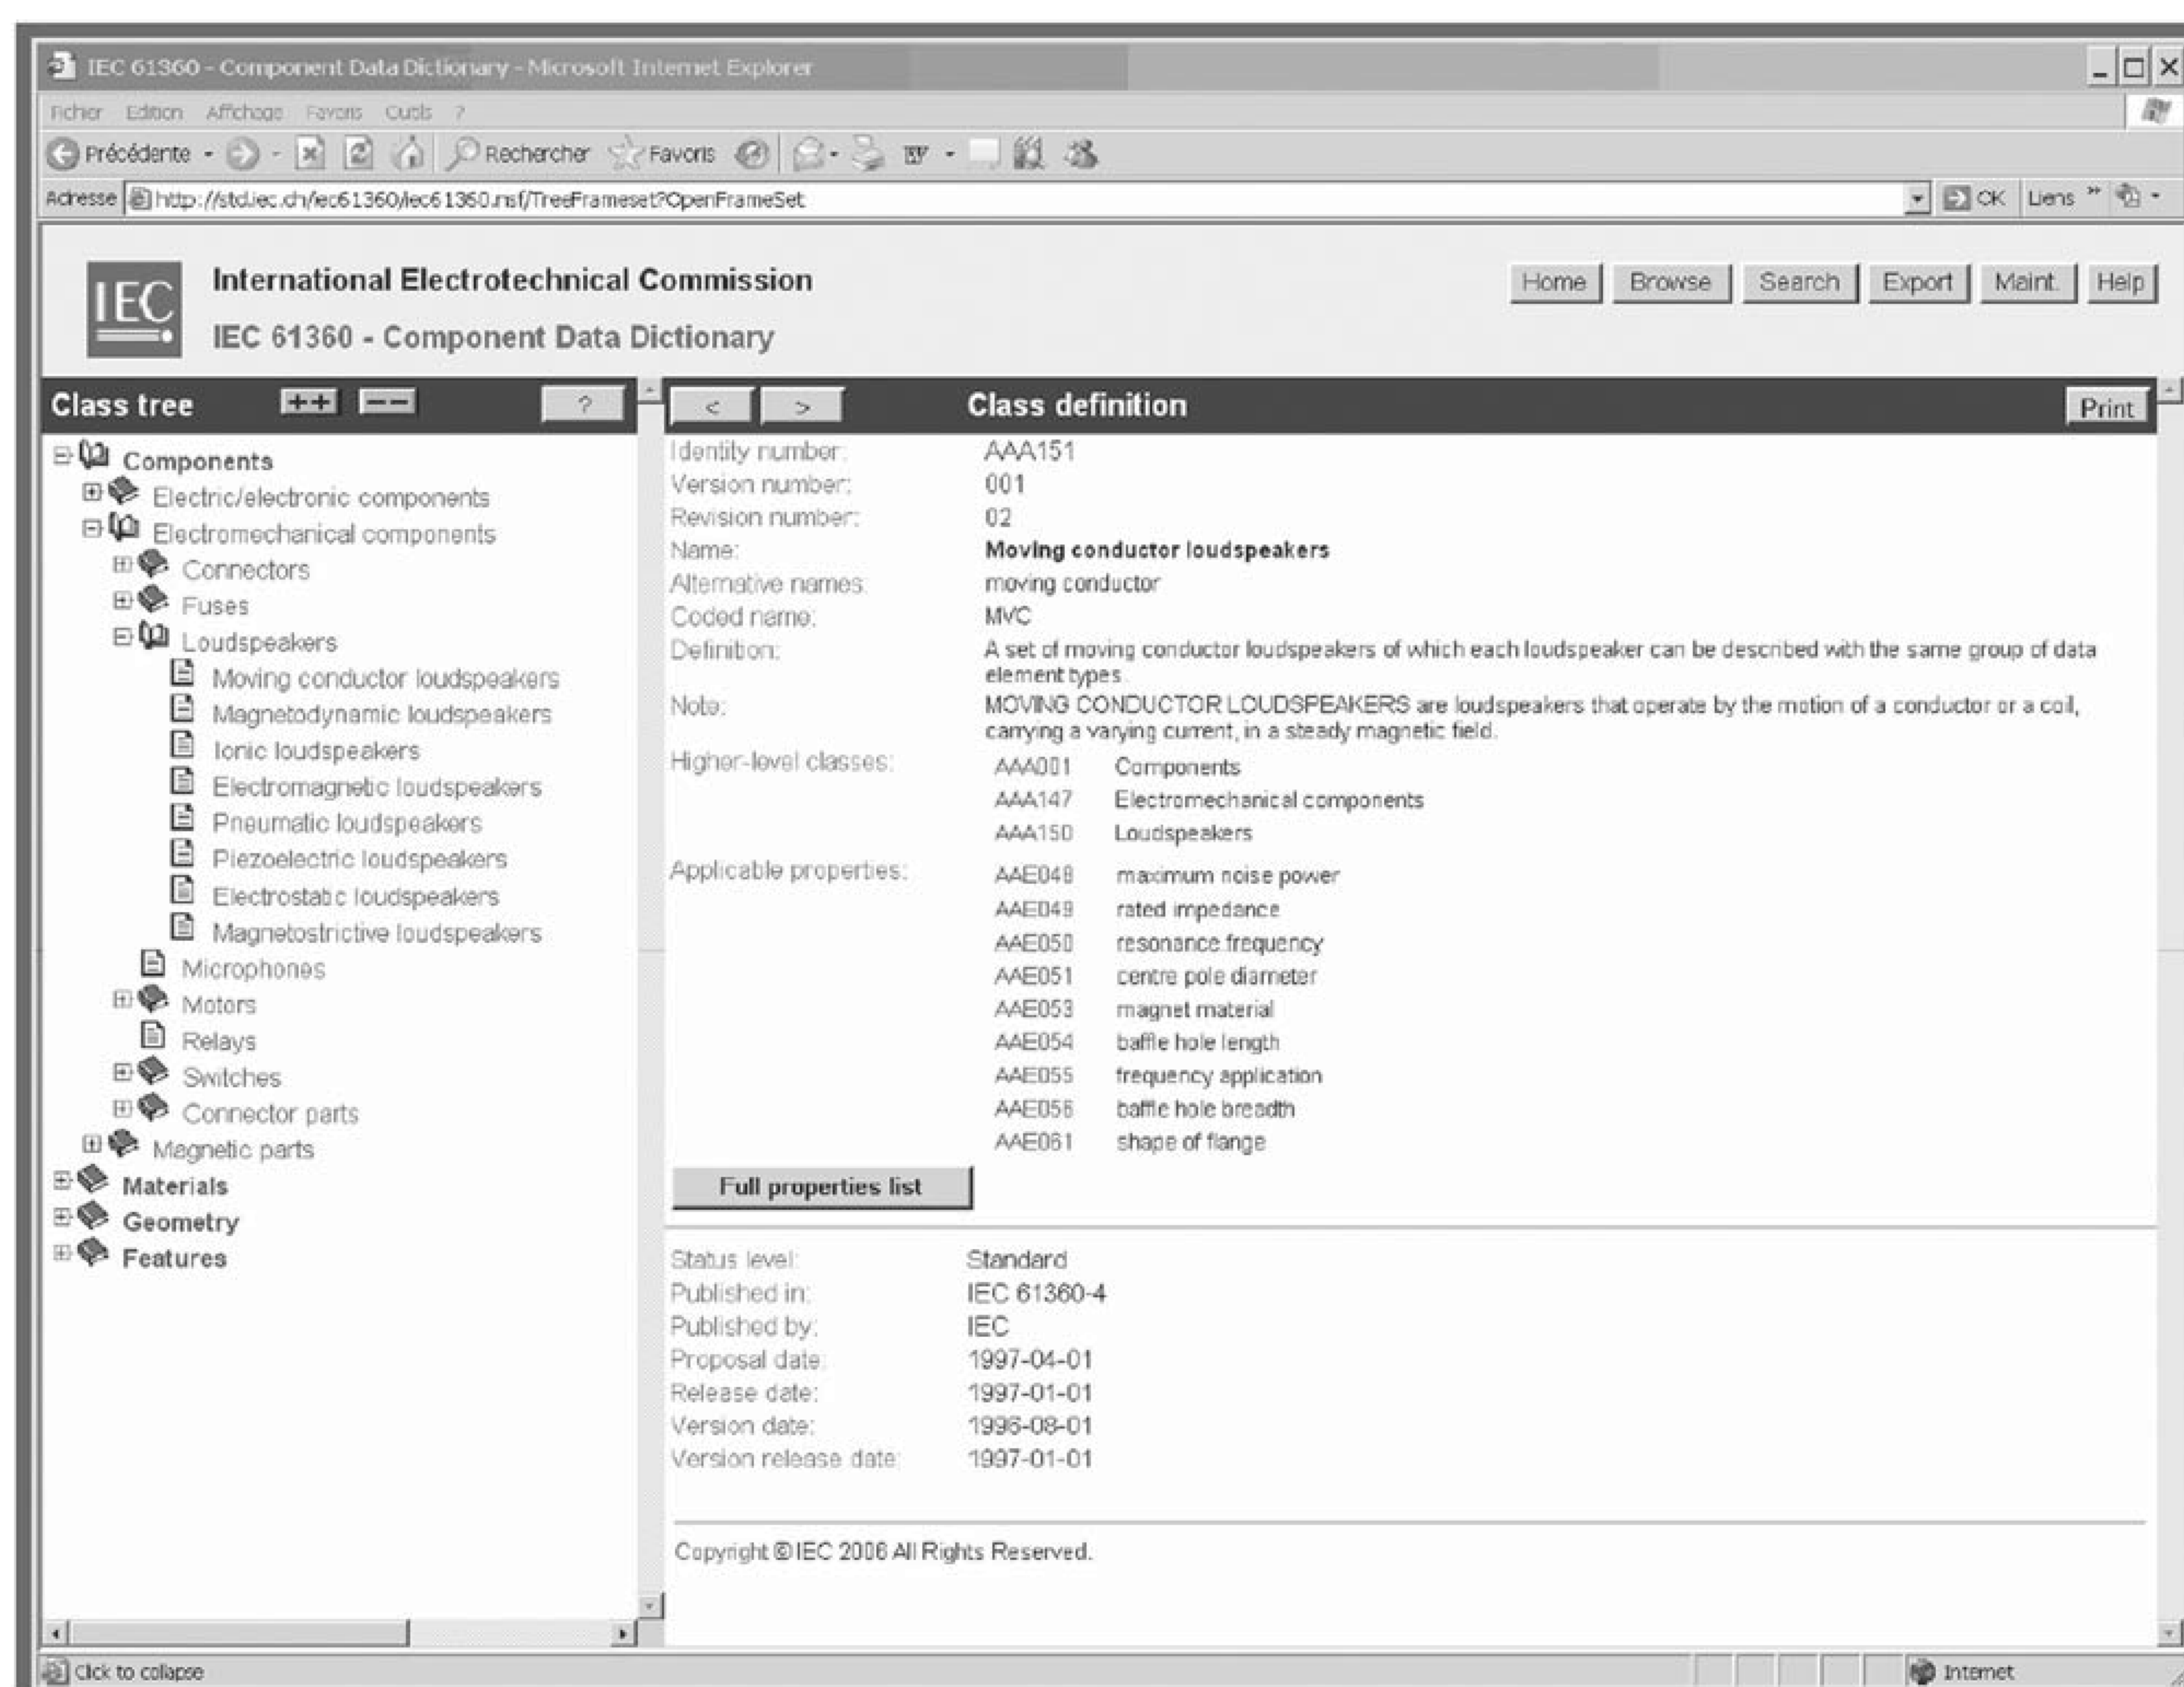 IEC 61360 - Component Data Dictionary - Microsoft Internet Explorer
Fichier Edition Affichage Favoris Outils ?
Précédente Rechercher Favoris
Adresse http://std.iec.ch/iec61360/iec61360.nsf/TreeFrameset?OpenFrameSet OK Liens »
IEC
International Electrotechnical Commission
IEC 61360 - Component Data Dictionary
Home Browse Search Export Maint. Help
Class tree ++ -- ?
Components
Electric/electronic components
Electromechanical components
Connectors
Fuses
Loudspeakers
Moving conductor loudspeakers
Magnetodynamic loudspeakers
Ionic loudspeakers
Electromagnetic loudspeakers
Pneumatic loudspeakers
Piezoelectric loudspeakers
Electrostatic loudspeakers
Magnetostrictive loudspeakers
Microphones
Motors
Relays
Switches
Connector parts
Magnetic parts
Materials
Geometry
Features
< > Class definition Print
Identity number: AAA151
Version number: 001
Revision number: 02
Name: Moving conductor loudspeakers
Alternative names: moving conductor
Coded name: MVC
Definition: A set of moving conductor loudspeakers of which each loudspeaker can be described with the same group of data
element types.
Note: MOVING CONDUCTOR LOUDSPEAKERS are loudspeakers that operate by the motion of a conductor or a coil,
carrying a varying current, in a steady magnetic field.
Higher-level classes: AAA001 Components
AAA147 Electromechanical components
AAA150 Loudspeakers
Applicable properties: AAE048 maximum noise power
AAE049 rated impedance
AAE050 resonance frequency
AAE051 centre pole diameter
AAE053 magnet material
AAE054 baffle hole length
AAE055 frequency application
AAE056 baffle hole breadth
AAE061 shape of flange
Full properties list
Status level: Standard
Published in: IEC 61360-4
Published by: IEC
Proposal date: 1997-04-01
Release date: 1997-01-01
Version date: 1996-08-01
Version release date: 1997-01-01
Copyright © IEC 2006 All Rights Reserved.
Click to collapse Internet